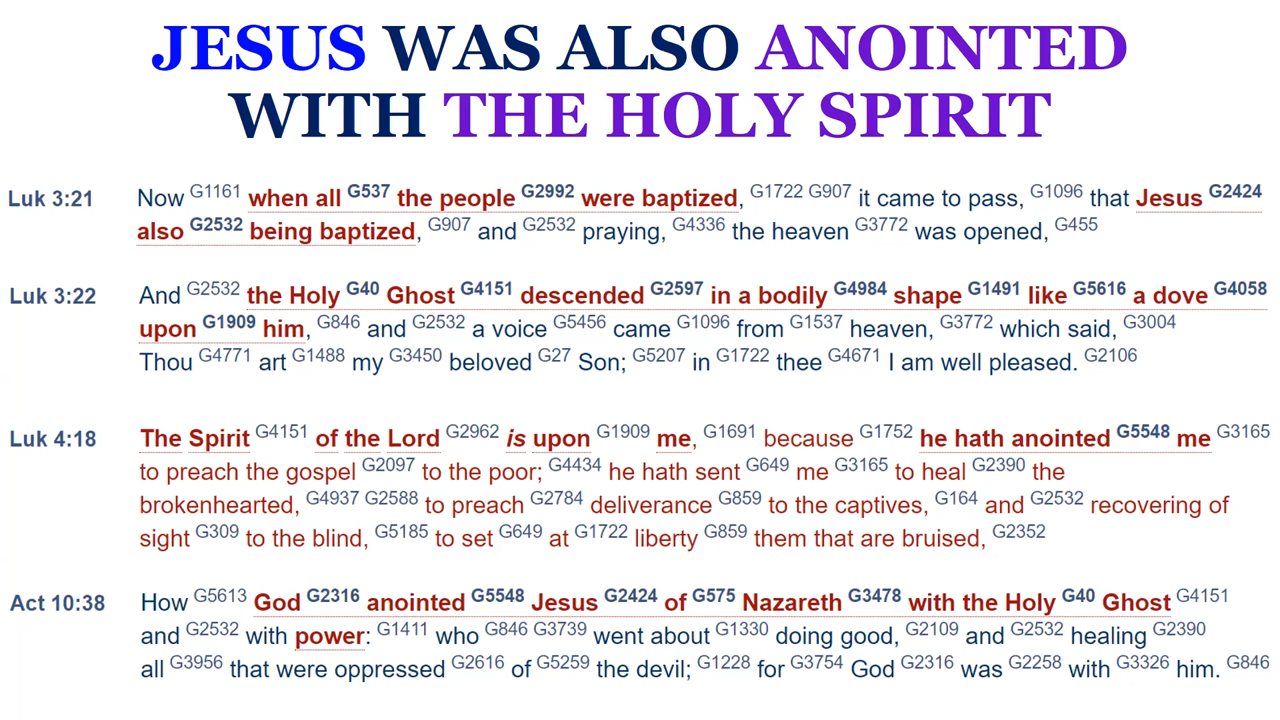 JESUS WAS ALSO ANOINTED
WITH THE HOLY SPIRIT
Luk 3:21 Now G1161 when all G537 the people G2992 were baptized, G1722 G907 it came to pass, G1096 that Jesus G2424
also G2532 being baptized, G907 and G2532 praying, G4336 the heaven G3772 was opened, G455
Luk 3:22 And G2532 the Holy G40 Ghost G4151 descended G2597 in a bodily G4984 shape G1491 like G5616 a dove G4058
upon G1909 him, G846 and G2532 a voice G5456 came G1096 from G1537 heaven, G3772 which said, G3004
Thou G4771 art G1488 my G3450 beloved G27 Son; G5207 in G1722 thee G4671 I am well pleased. G2106
Luk 4:18 The Spirit G4151 of the Lord G2962 is upon G1909 me, G1691 because G1752 he hath anointed G5548 me G3165
to preach the gospel G2097 to the poor; G4434 he hath sent G649 me G3165 to heal G2390 the
brokenhearted, G4937 G2588 to preach G2784 deliverance G859 to the captives, G164 and G2532 recovering of
sight G309 to the blind, G5185 to set G649 at G1722 liberty G859 them that are bruised, G2352
Act 10:38 How G5613 God G2316 anointed G5548 Jesus G2424 of G575 Nazareth G3478 with the Holy G40 Ghost G4151
and G2532 with power: G1411 who G846 G3739 went about G1330 doing good, G2109 and G2532 healing G2390
all G3956 that were oppressed G2616 of G5259 the devil; G1228 for G3754 God G2316 was G2258 with G3326 him. G846